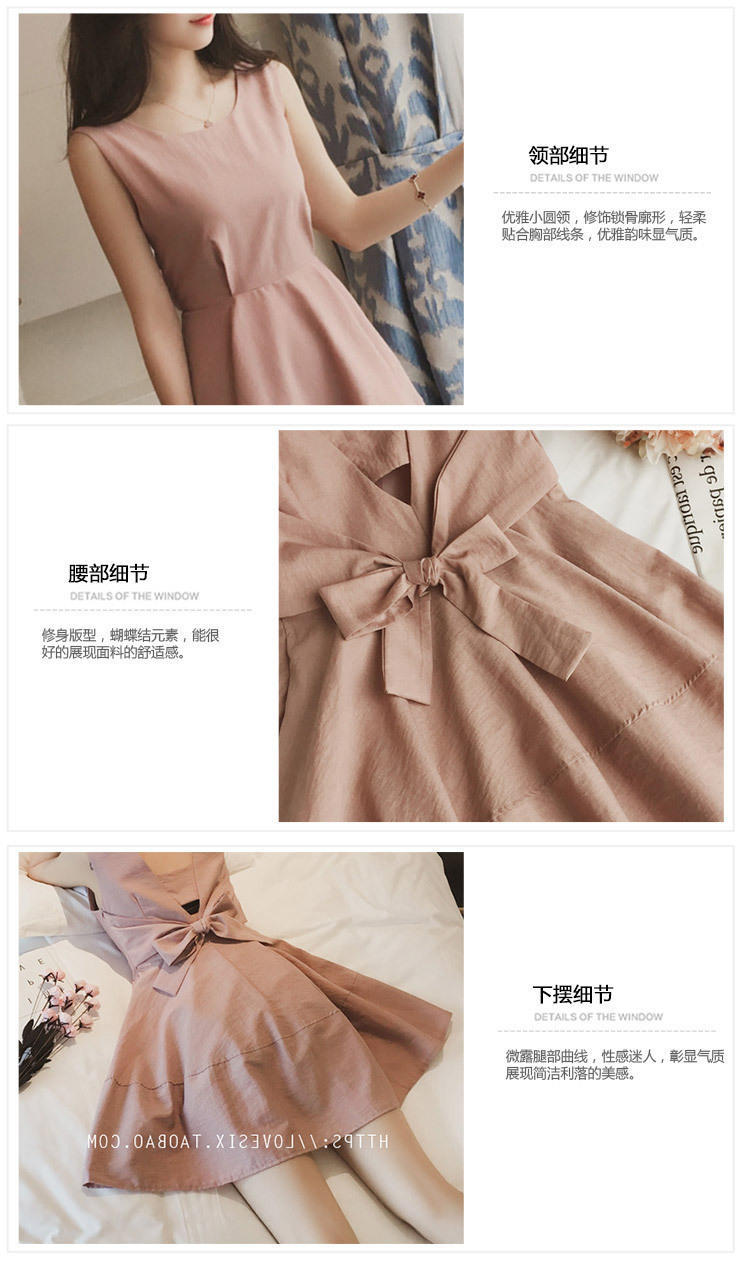 领部细节
DETAILS OF THE WINDOW
优雅小圆领，修饰锁骨廓形，轻柔
贴合胸部线条，优雅韵味显气质。
腰部细节
DETAILS OF THE WINDOW
修身版型，蝴蝶结元素，能很
好的展现面料的舒适感。
r de papier
est fabriqué
下摆细节
DETAILS OF THE WINDOW
微露腿部曲线，性感迷人，彰显气质
展现简洁利落的美感。
HTTPS://LOVESIX.TAOBAO.COM